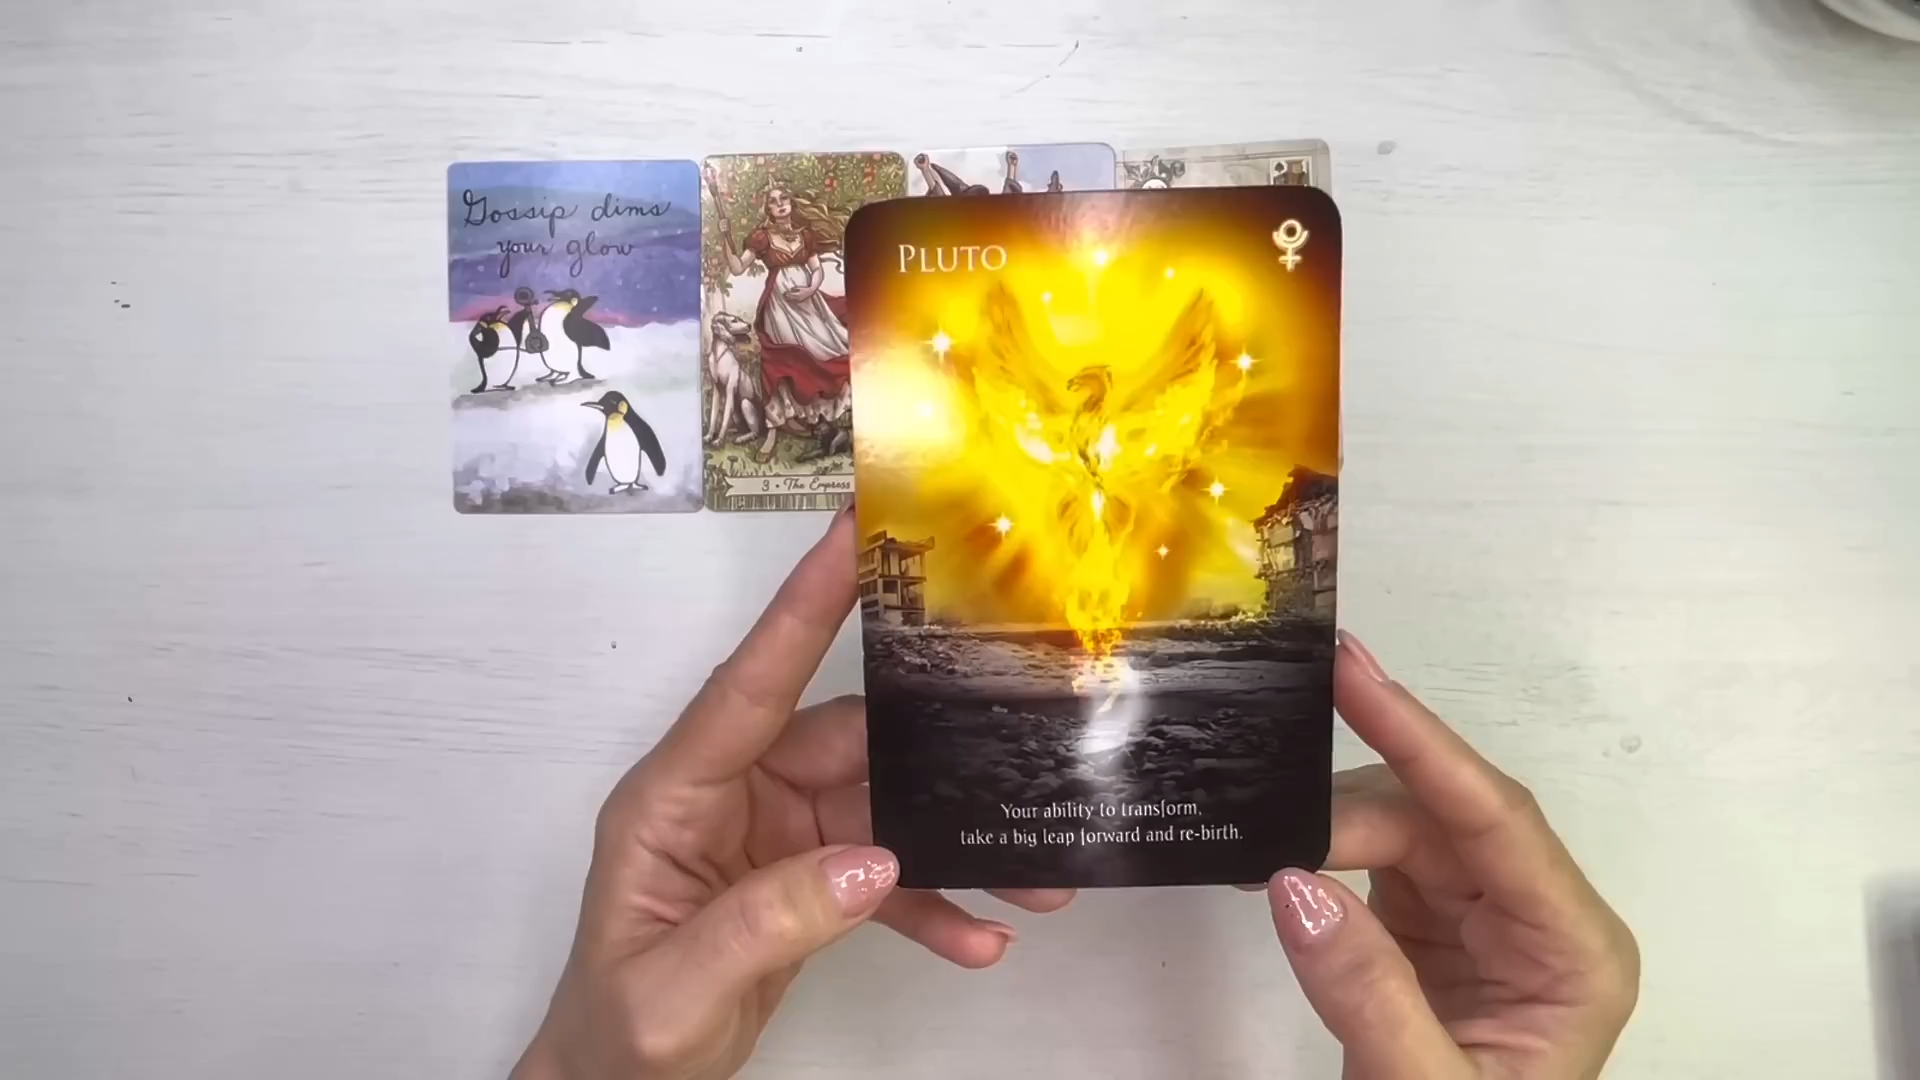 Gossip dims
your glow
3 • The Empress
PLUTO
Your ability to transform,
take a big leap forward and re-birth.